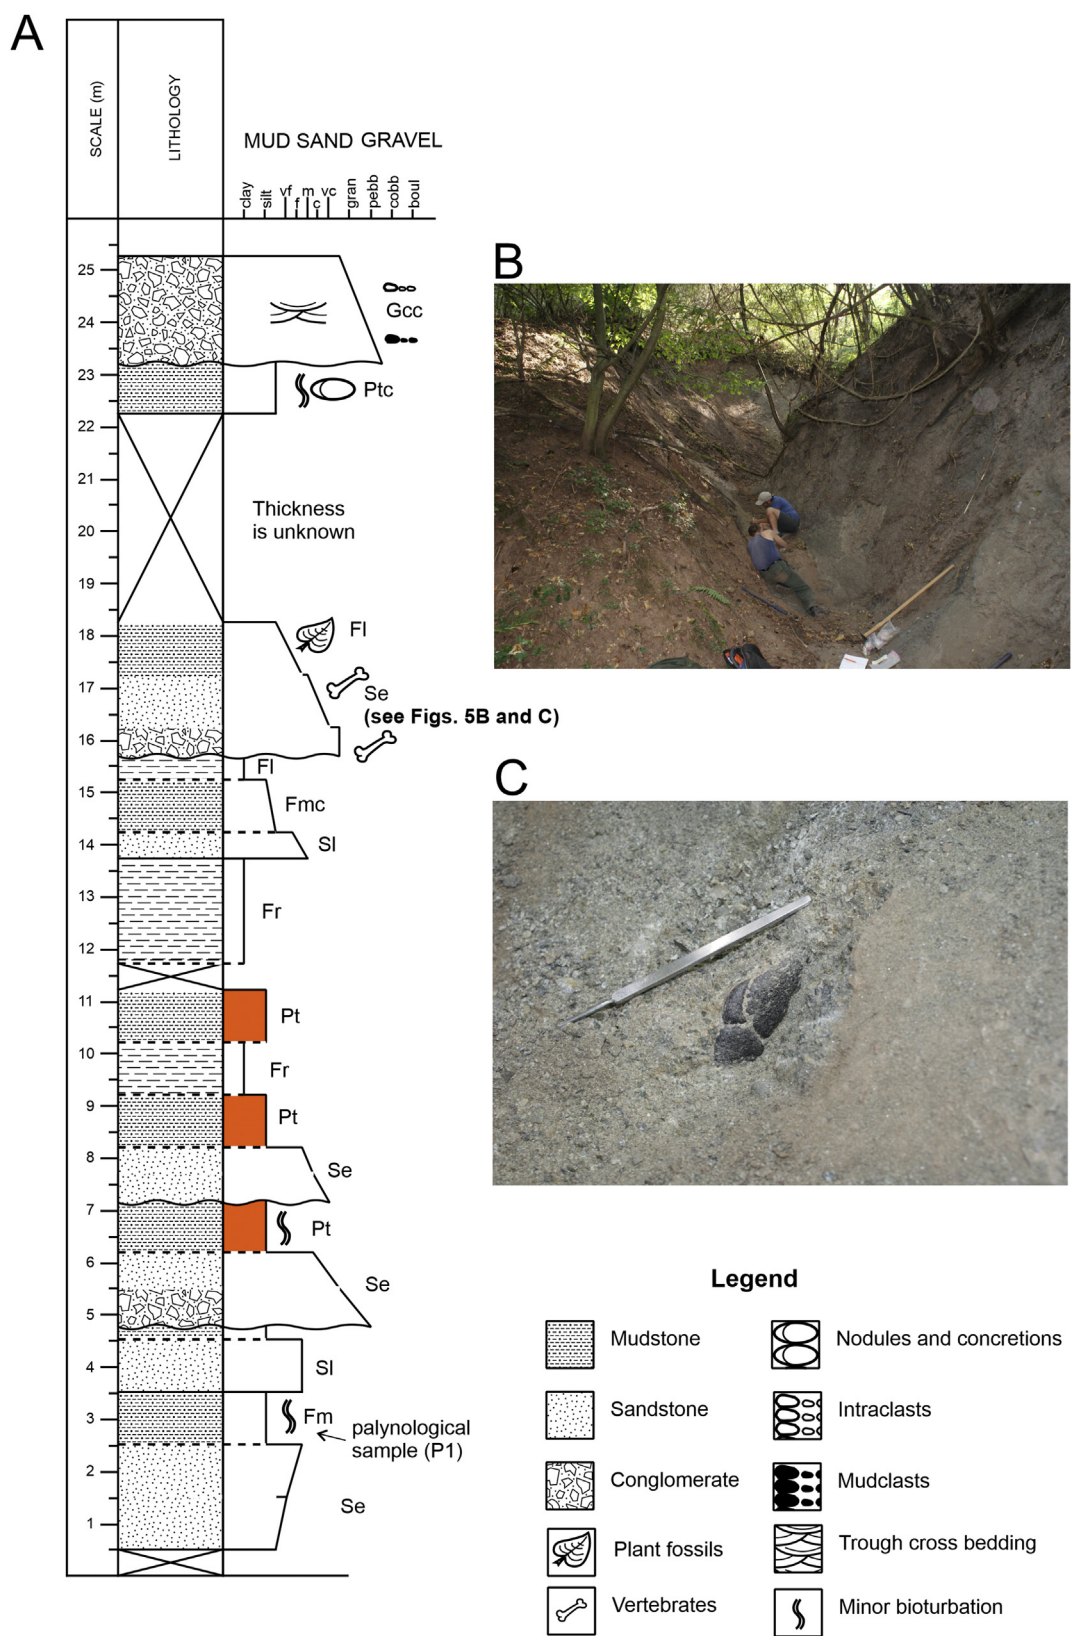 A
SCALE (m)
LITHOLOGY
MUD SAND GRAVEL
clay
silt
vf
f
m
c
vc
gran
pebb
cobb
boul
25
Gcc
24
23
Ptc
22
21
Thickness
is unknown
20
19
18
Fl
17
Se
(see Figs. 5B and C)
16
Fl
15
Fmc
14
Sl
13
Fr
12
11
Pt
10
Fr
9
Pt
8
Se
7
Pt
6
Se
5
4
Sl
3
Fm
palynological
sample (P1)
2
Se
1
B
C
Legend
Mudstone
Nodules and concretions
Sandstone
Intraclasts
Conglomerate
Mudclasts
Plant fossils
Trough cross bedding
Vertebrates
Minor bioturbation